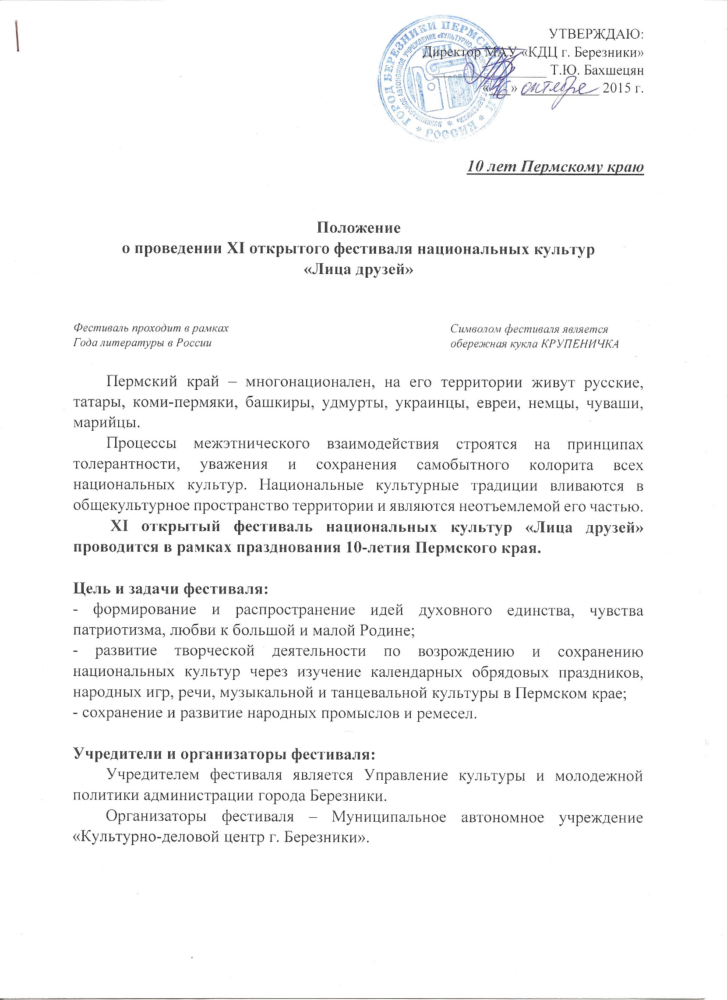 УТВЕРЖДАЮ:
Директор МАУ «КДЦ г. Березники»
Т.Ю. Бахшецян
«16» октября 2015 г.
ГОРОД БЕРЕЗНИКИ ПЕРМСКИЙ КРАЙ * РОССИЯ *
МУНИЦИПАЛЬНОЕ АВТОНОМНОЕ УЧРЕЖДЕНИЕ «КУЛЬТУРНО- Г.БЕРЕЗНИКИ» *
КДЦ
10 лет Пермскому краю
Положение
о проведении XI открытого фестиваля национальных культур
«Лица друзей»
Фестиваль проходит в рамках
Года литературы в России
Символом фестиваля является
обережная кукла КРУПЕНИЧКА
Пермский край – многонационален, на его территории живут русские,
татары, коми-пермяки, башкиры, удмурты, украинцы, евреи, немцы, чуваши,
марийцы.
Процессы межэтнического взаимодействия строятся на принципах
толерантности, уважения и сохранения самобытного колорита всех
национальных культур. Национальные культурные традиции вливаются в
общекультурное пространство территории и являются неотъемлемой его частью.
XI открытый фестиваль национальных культур «Лица друзей»
проводится в рамках празднования 10-летия Пермского края.
Цель и задачи фестиваля:
- формирование и распространение идей духовного единства, чувства
патриотизма, любви к большой и малой Родине;
- развитие творческой деятельности по возрождению и сохранению
национальных культур через изучение календарных обрядовых праздников,
народных игр, речи, музыкальной и танцевальной культуры в Пермском крае;
- сохранение и развитие народных промыслов и ремесел.
Учредители и организаторы фестиваля:
Учредителем фестиваля является Управление культуры и молодежной
политики администрации города Березники.
Организаторы фестиваля – Муниципальное автономное учреждение
«Культурно-деловой центр г. Березники».